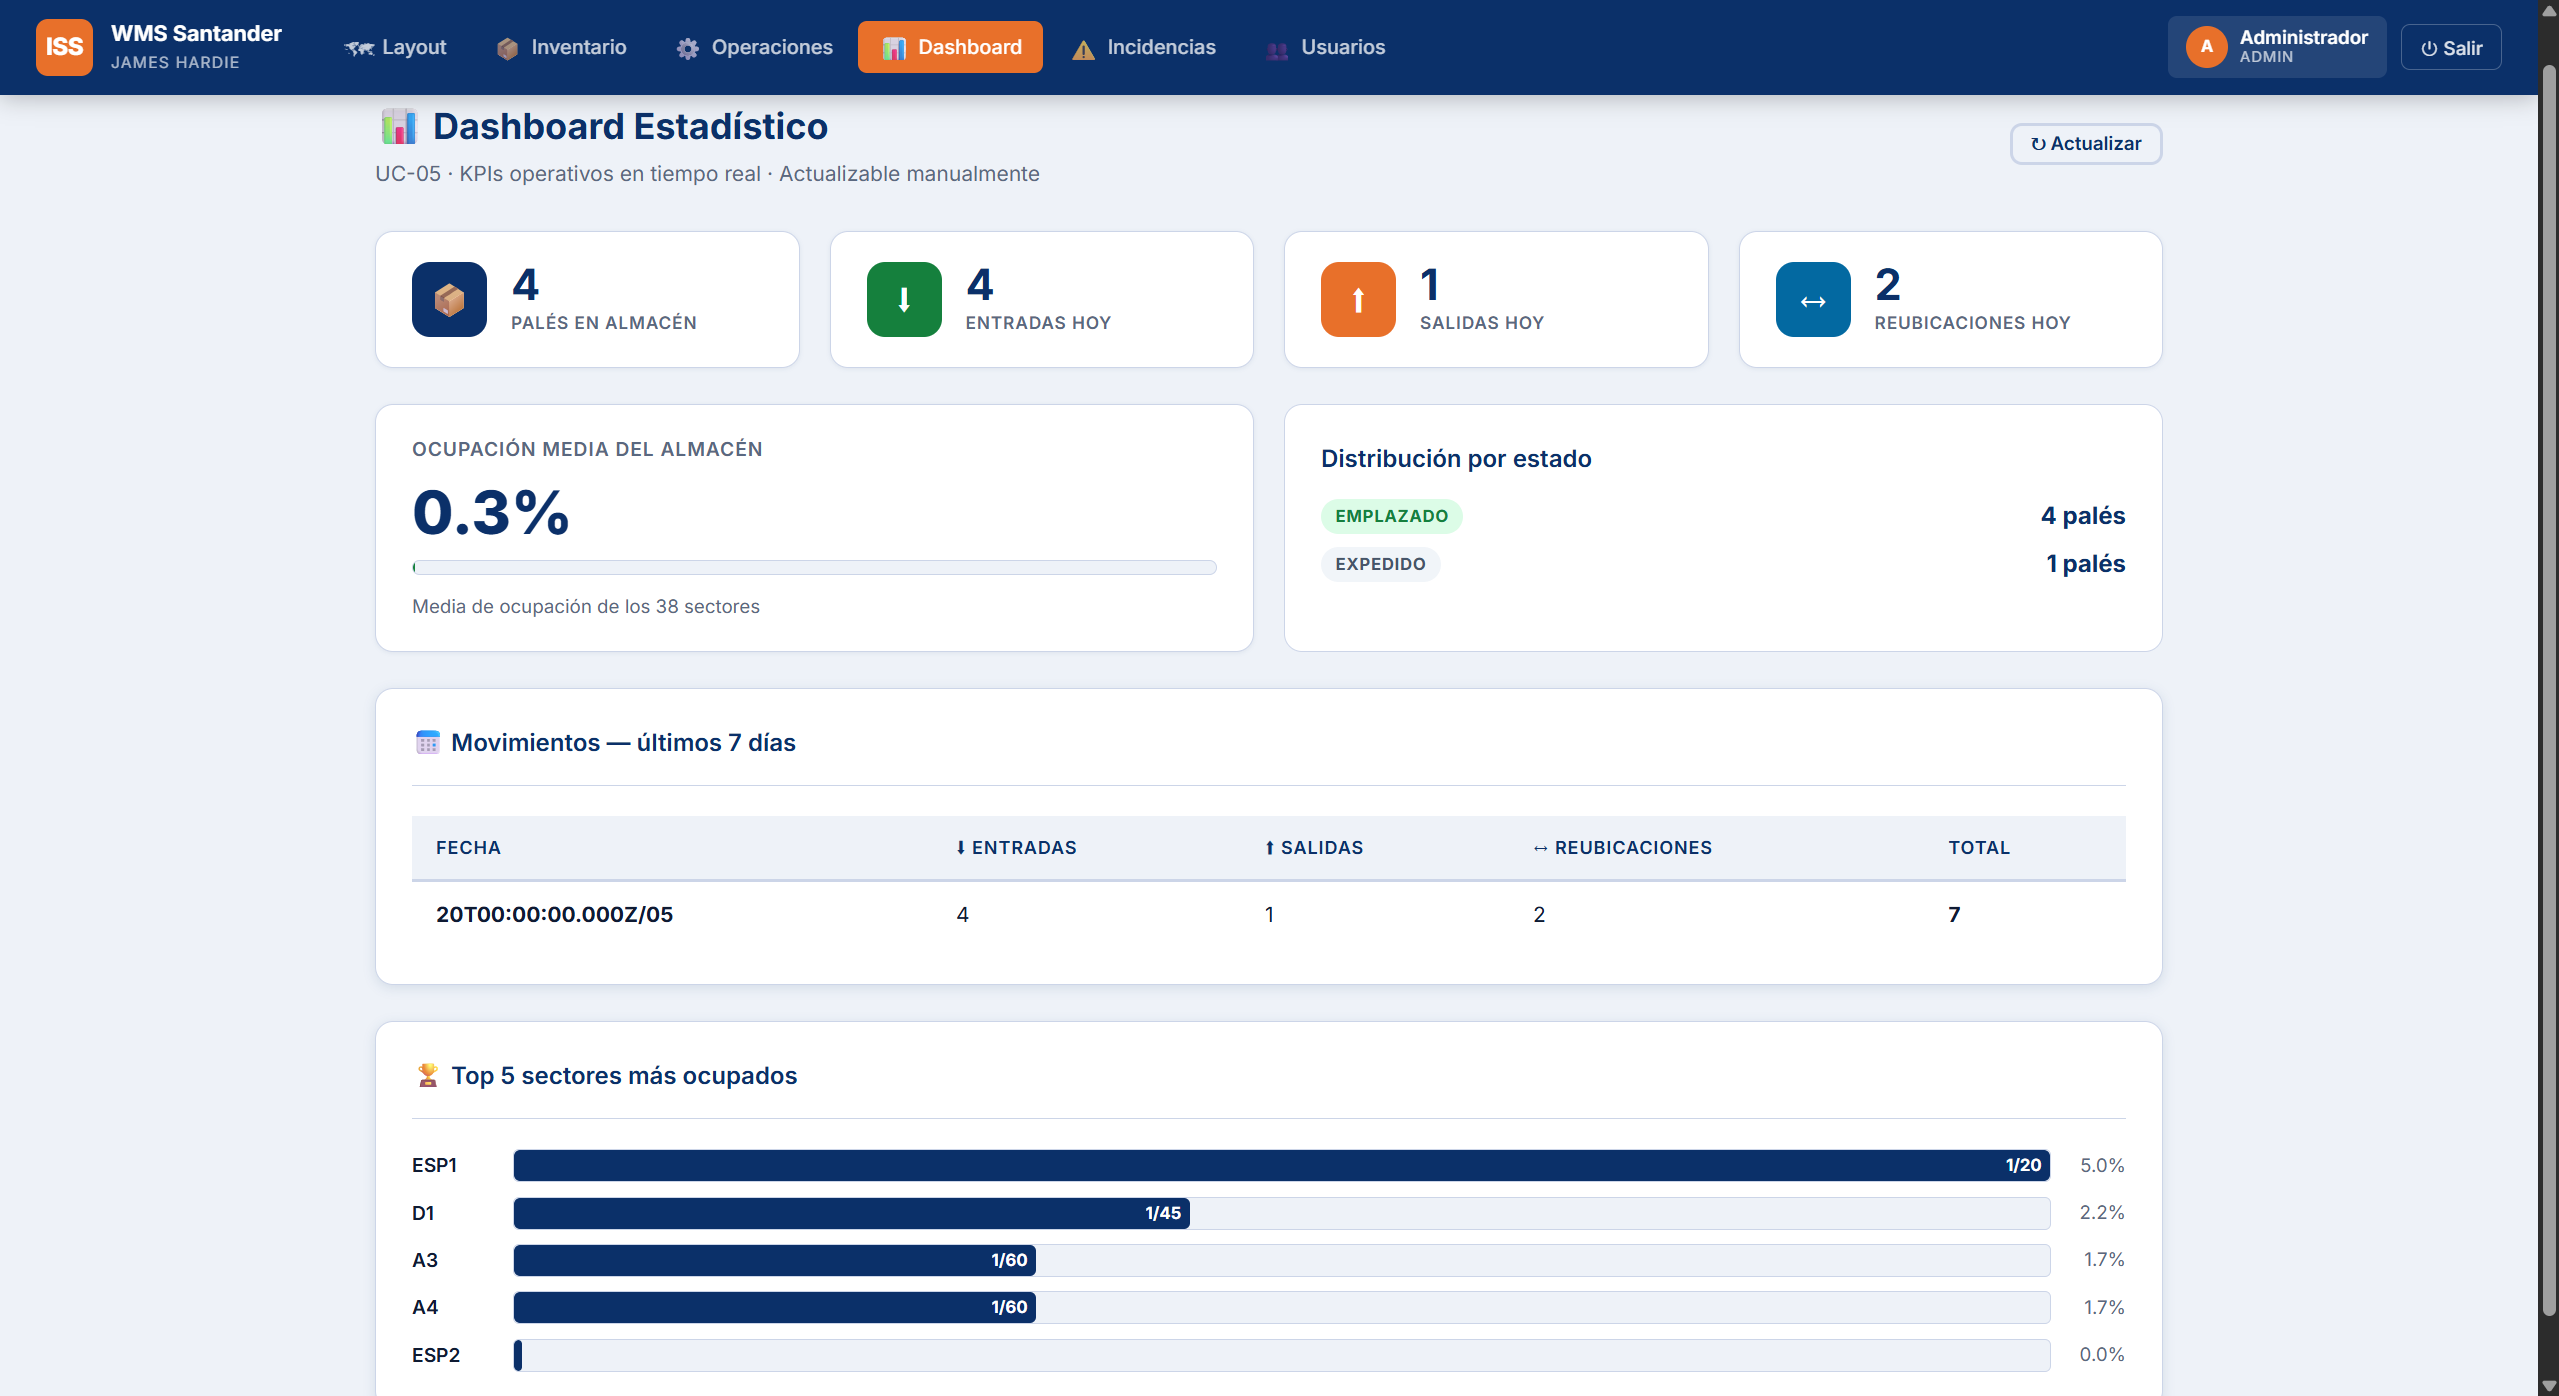 ISS
WMS Santander
JAMES HARDIE
Layout
Inventario
Operaciones
Dashboard
Incidencias
Usuarios
A
Administrador
ADMIN
Salir
Dashboard Estadístico
UC-05 · KPIs operativos en tiempo real · Actualizable manualmente
↻ Actualizar
4
PALÉS EN ALMACÉN
4
ENTRADAS HOY
1
SALIDAS HOY
2
REUBICACIONES HOY
OCUPACIÓN MEDIA DEL ALMACÉN
0.3%
Media de ocupación de los 38 sectores
Distribución por estado
EMPLAZADO 4 palés
EXPEDIDO 1 palés
Movimientos — últimos 7 días
FECHA ⬇ ENTRADAS ⬆ SALIDAS ↔ REUBICACIONES TOTAL
20T00:00:00.000Z/05 4 1 2 7
Top 5 sectores más ocupados
ESP1 1/20 5.0%
D1 1/45 2.2%
A3 1/60 1.7%
A4 1/60 1.7%
ESP2 0.0%